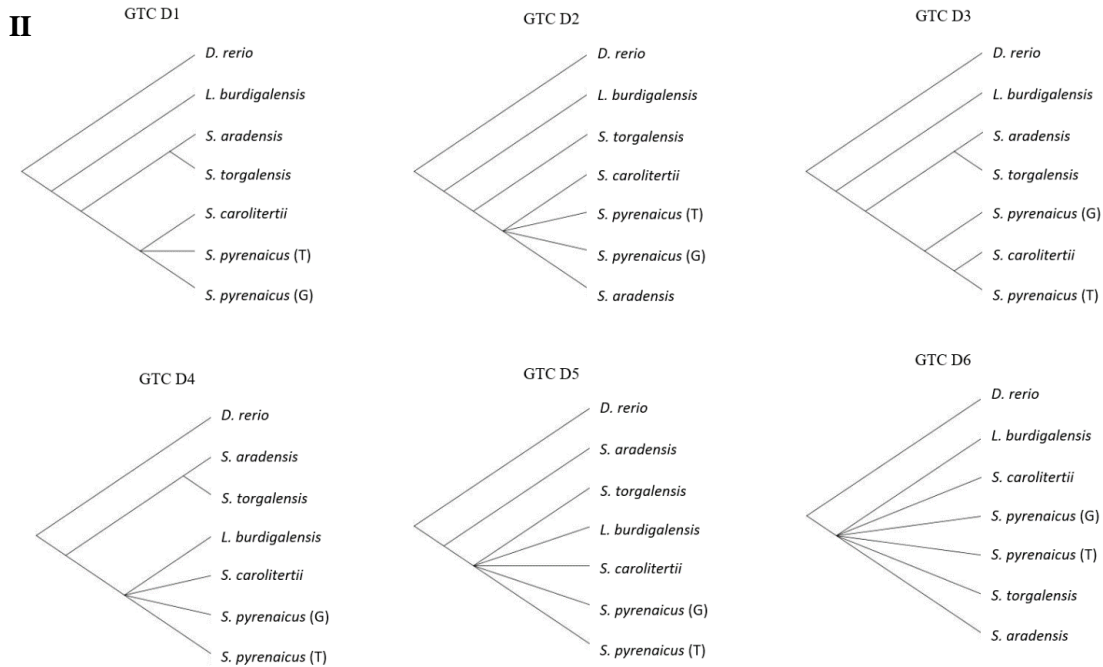 II
GTC D1
D. rerio
L. burdigalensis
S. aradensis
S. torgalensis
S. carolitertii
S. pyrenaicus (T)
S. pyrenaicus (G)
GTC D2
D. rerio
L. burdigalensis
S. torgalensis
S. carolitertii
S. pyrenaicus (T)
S. pyrenaicus (G)
S. aradensis
GTC D3
D. rerio
L. burdigalensis
S. aradensis
S. torgalensis
S. pyrenaicus (G)
S. carolitertii
S. pyrenaicus (T)
GTC D4
D. rerio
S. aradensis
S. torgalensis
L. burdigalensis
S. carolitertii
S. pyrenaicus (G)
S. pyrenaicus (T)
GTC D5
D. rerio
S. aradensis
S. torgalensis
L. burdigalensis
S. carolitertii
S. pyrenaicus (G)
S. pyrenaicus (T)
GTC D6
D. rerio
L. burdigalensis
S. carolitertii
S. pyrenaicus (G)
S. pyrenaicus (T)
S. torgalensis
S. aradensis